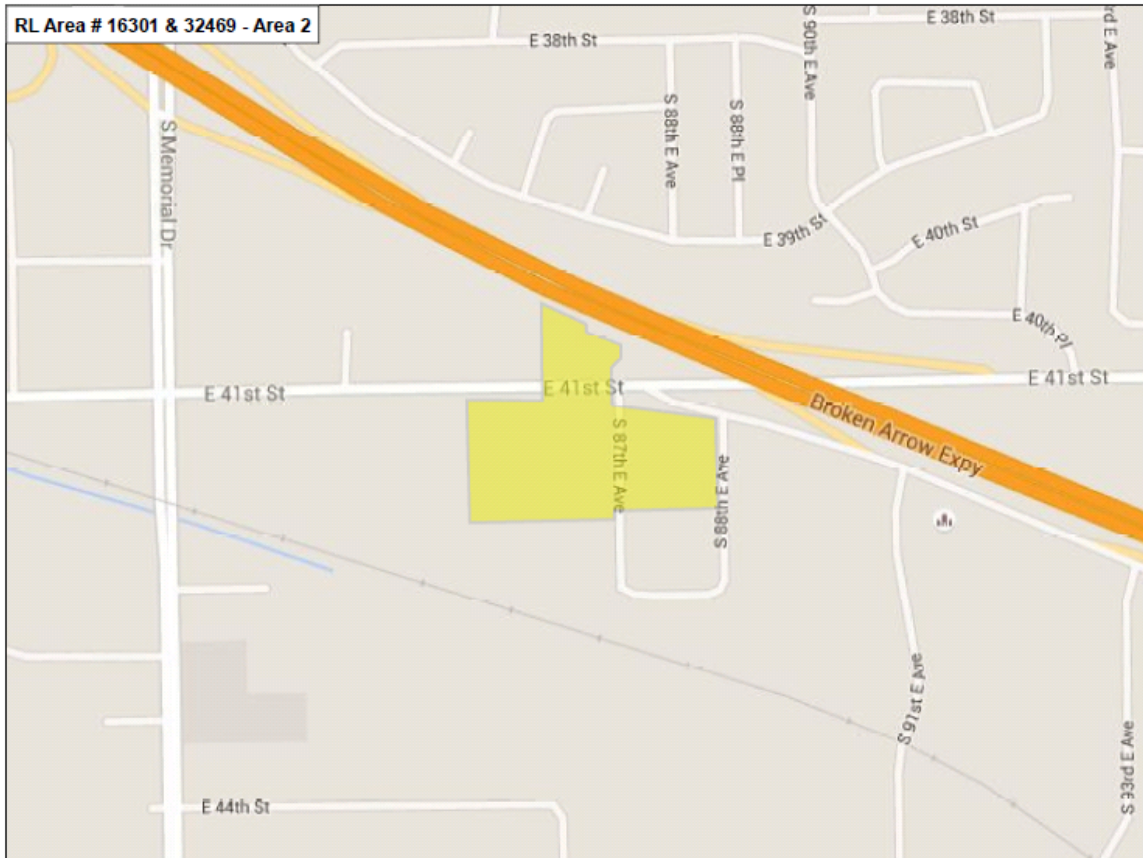 RL Area # 16301 & 32469 - Area 2
E 38th St
E 38th St
S 90th E Ave
rd E Ave
S Memorial Dr
S 88th E Ave
S 88th E Pl
E 39th St
E 40th St
E 40th Pl
E 41st St
E 41st St
E 41st St
Broken Arrow Expy
S 87th E Ave
S 88th E Ave
S 91st E Ave
S 93rd E Ave
E 44th St